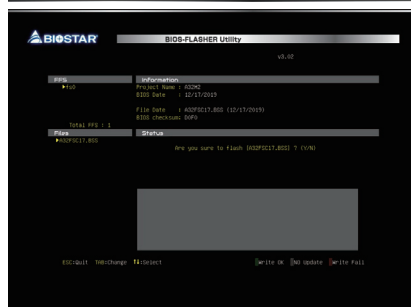 BIOSTAR
BIOS-FLASHER Utility
v3.02
FFS
▶fs0
Total FFS : 1
Information
Project Name : A32M2
BIOS Date : 12/17/2019
File Date : A32FSC17.BSS (12/17/2019)
BIOS checksum: D0F0
Files
▶A32FSC17.BSS
Status
Are you sure to flash [A32FSC17.BSS] ? (Y/N)
ESC:Quit TAB:Change ↑↓:Select
Write OK No Update Write Fail